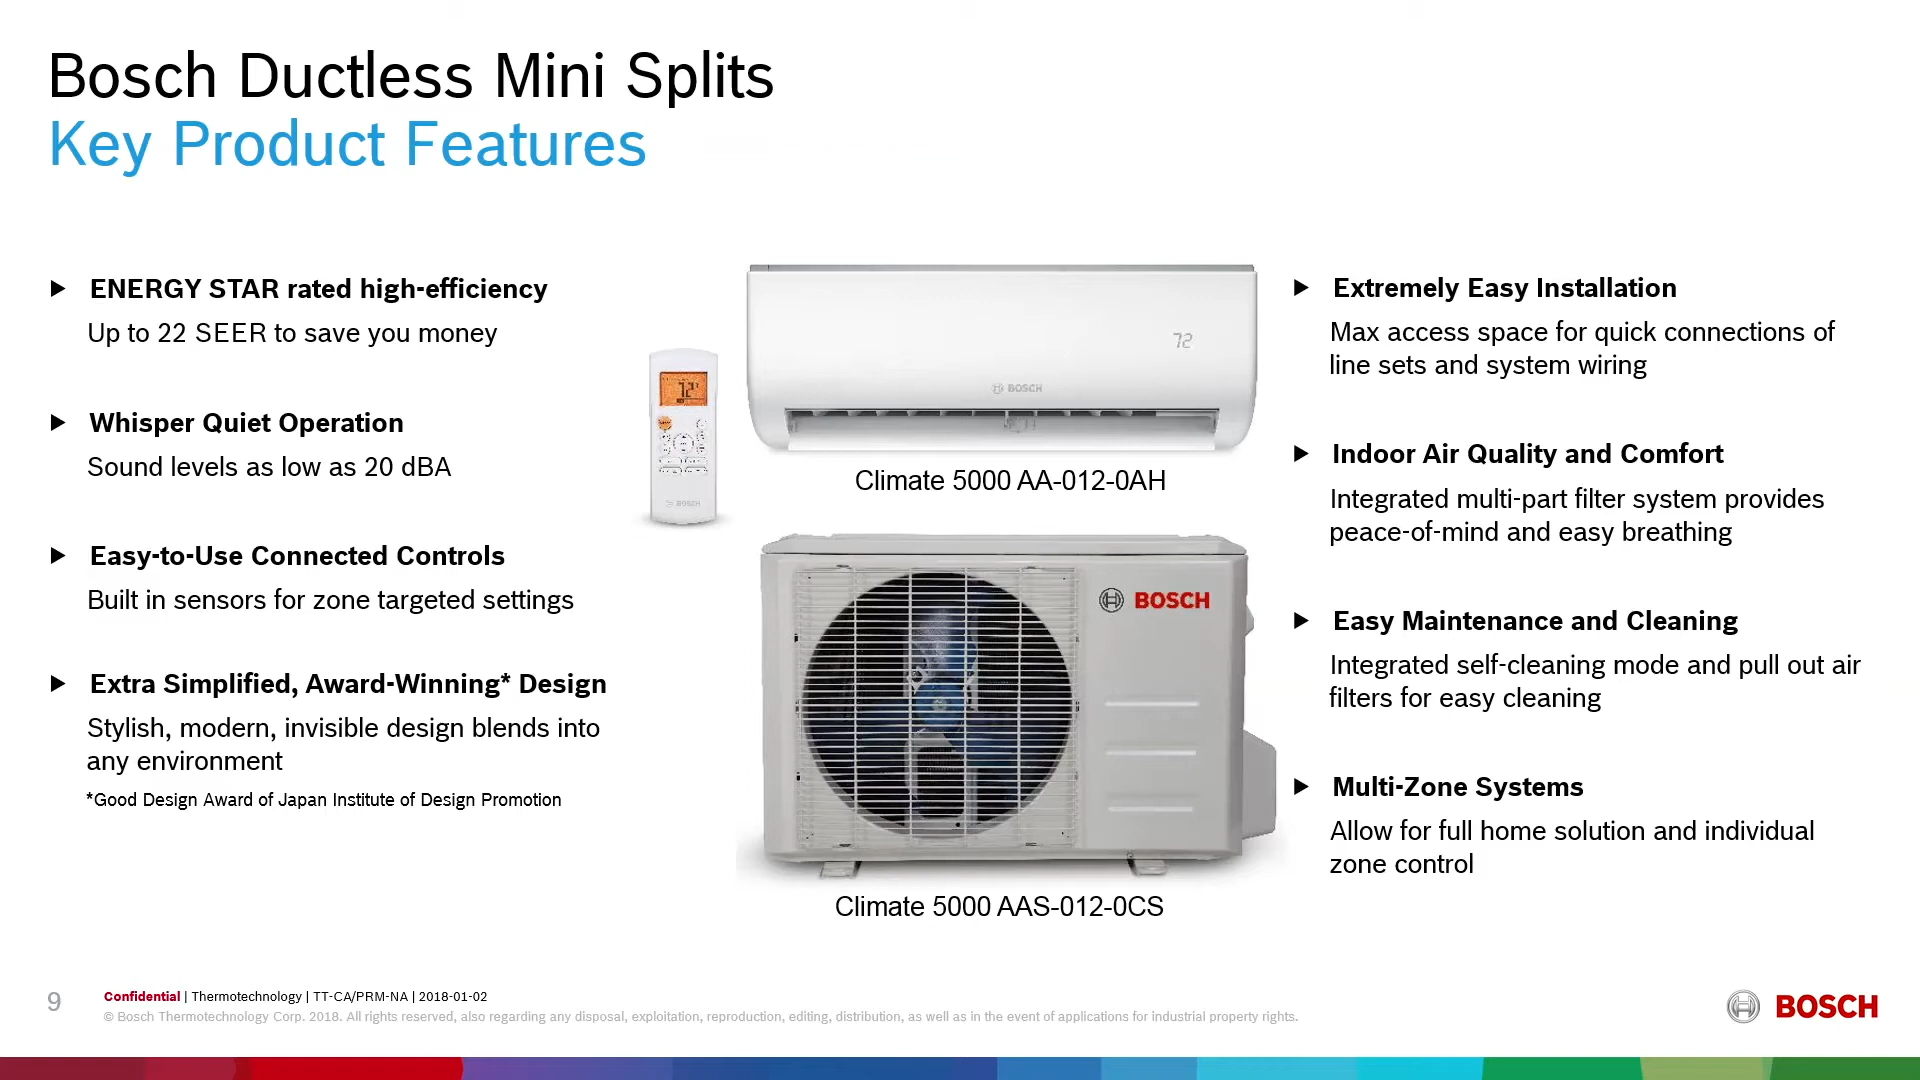 Bosch Ductless Mini Splits
Key Product Features
ENERGY STAR rated high-efficiency
Up to 22 SEER to save you money
Whisper Quiet Operation
Sound levels as low as 20 dBA
Easy-to-Use Connected Controls
Built in sensors for zone targeted settings
Extra Simplified, Award-Winning* Design
Stylish, modern, invisible design blends into
any environment
*Good Design Award of Japan Institute of Design Promotion
72
BOSCH
72
BOSCH
Climate 5000 AA-012-0AH
BOSCH
Climate 5000 AAS-012-0CS
Extremely Easy Installation
Max access space for quick connections of
line sets and system wiring
Indoor Air Quality and Comfort
Integrated multi-part filter system provides
peace-of-mind and easy breathing
Easy Maintenance and Cleaning
Integrated self-cleaning mode and pull out air
filters for easy cleaning
Multi-Zone Systems
Allow for full home solution and individual
zone control
9
Confidential | Thermotechnology | TT-CA/PRM-NA | 2018-01-02
© Bosch Thermotechnology Corp. 2018. All rights reserved, also regarding any disposal, exploitation, reproduction, editing, distribution, as well as in the event of applications for industrial property rights.
BOSCH